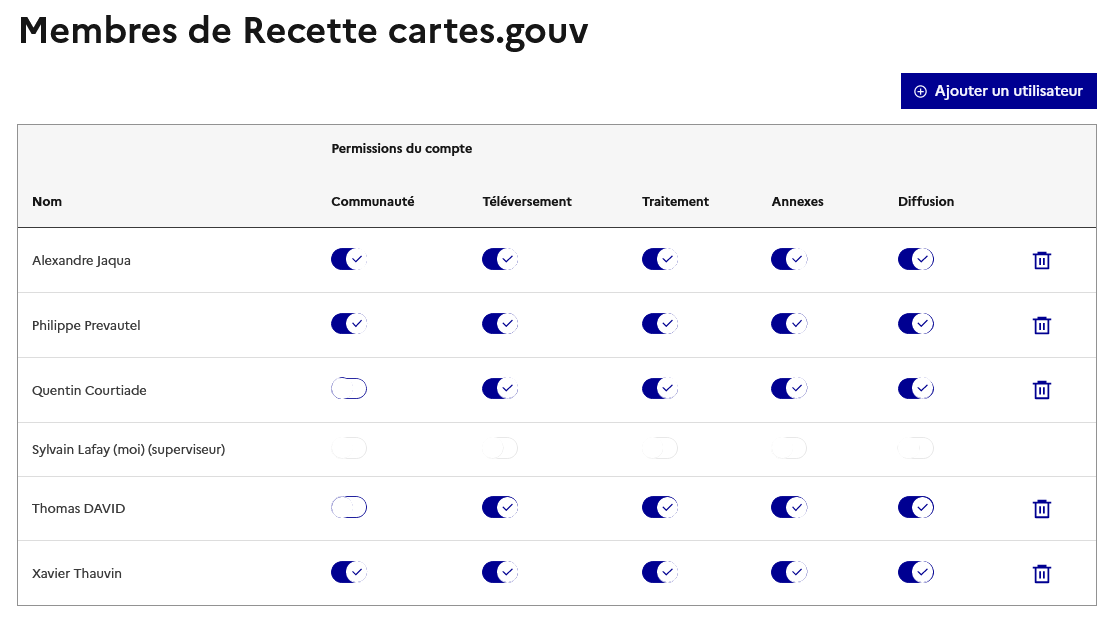 Membres de Recette cartes.gouv
Ajouter un utilisateur
Permissions du compte
Nom Communauté Téléversement Traitement Annexes Diffusion
Alexandre Jaqua
Philippe Prevautel
Quentin Courtiade
Sylvain Lafay (moi) (superviseur)
Thomas DAVID
Xavier Thauvin